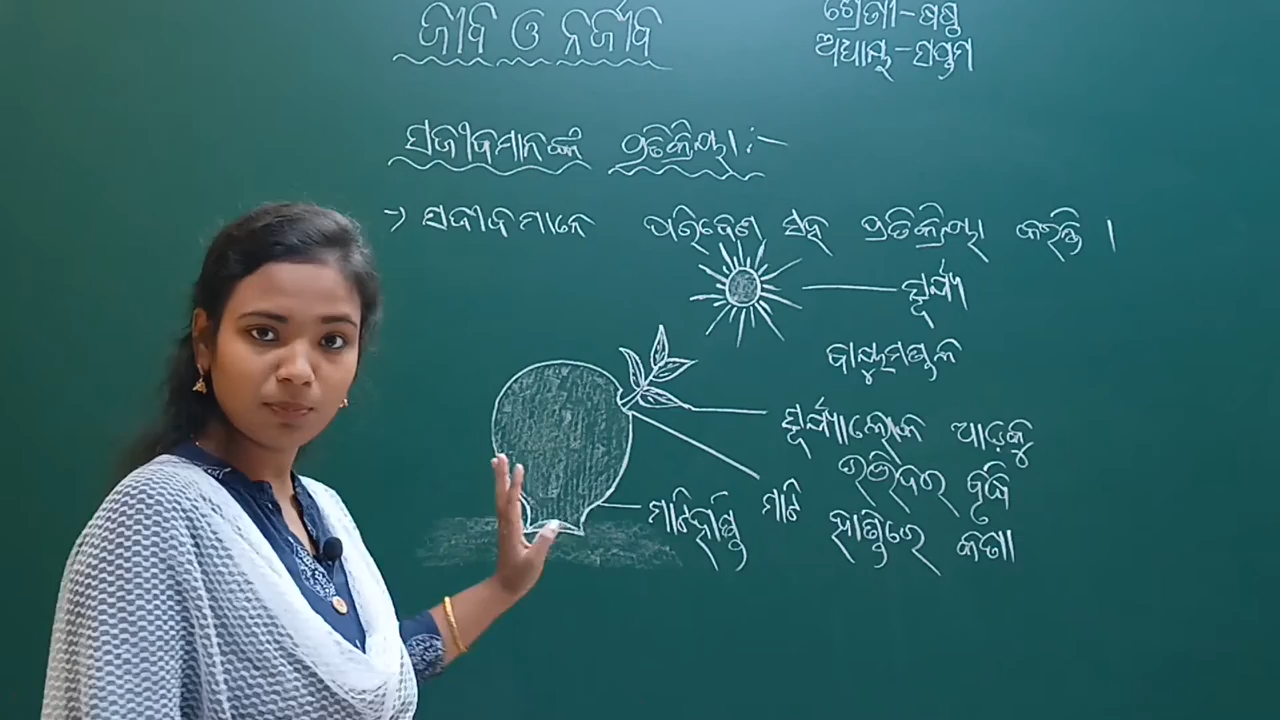 ଜୀବ ଓ ନିର୍ଜୀବ
ଶ୍ରେଣୀ-ଷଷ୍ଠ
ଅଧ୍ୟାୟ-ସପ୍ତମ
ସଜୀବମାନଙ୍କ ପ୍ରତିକ୍ରିୟା:-
→ ସଜୀବମାନେ ପରିବେଶ ସହ ପ୍ରତିକ୍ରିୟା କରନ୍ତି ।
ସୂର୍ଯ୍ୟ
ବାୟୁମଣ୍ଡଳ
ସୂର୍ଯ୍ୟାଲୋକ ଆଡ଼କୁ
ଉଦ୍ଭିଦର ବୃଦ୍ଧି
ମାଟିହାଣ୍ଡି
ମାଟି
ହାଣ୍ଡିରେ କଣା